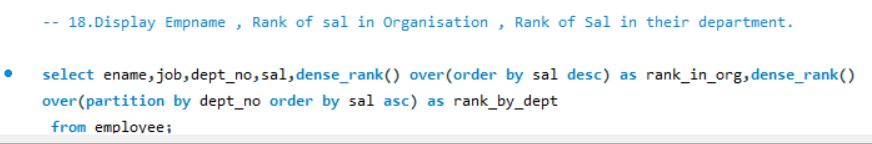 -- 18.Display Empname , Rank of sal in Organisation , Rank of Sal in their department.
select ename,job,dept_no,sal,dense_rank() over(order by sal desc) as rank_in_org,dense_rank()
over(partition by dept_no order by sal asc) as rank_by_dept
from employee;